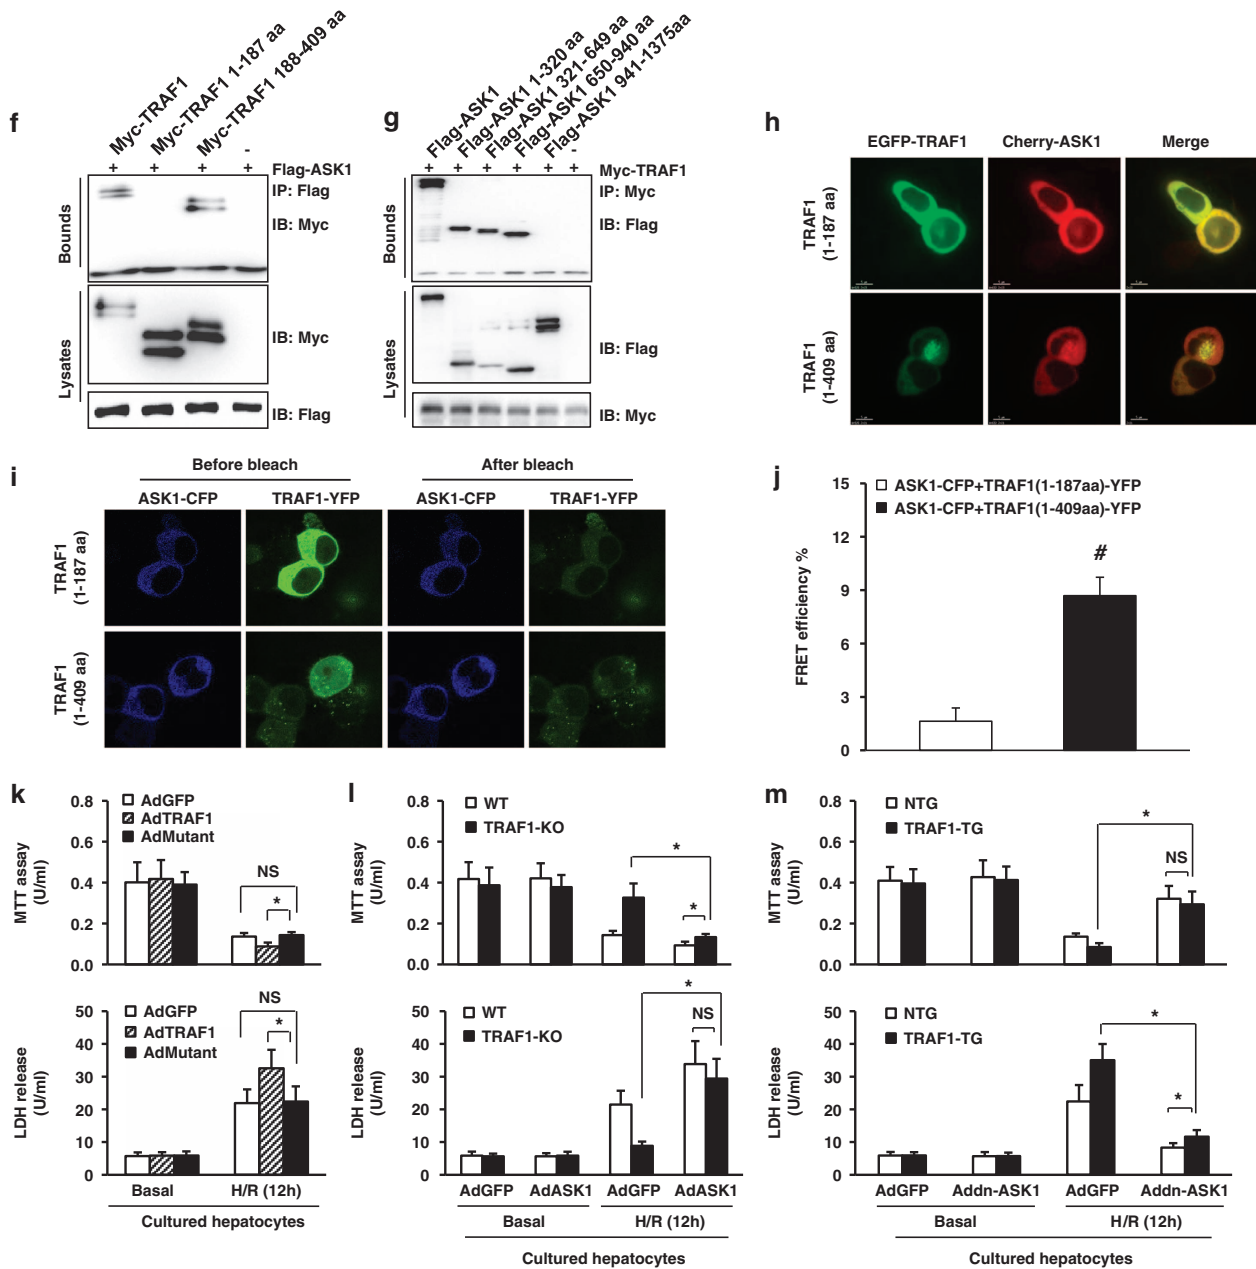 f
Myc-TRAF1
Myc-TRAF1 1-187 aa
Myc-TRAF1 188-409 aa
-
+ + + + Flag-ASK1
IP: Flag
IB: Myc
Bounds
IB: Myc
Lysates
IB: Flag
g
Flag-ASK1
Flag-ASK1 1-320 aa
Flag-ASK1 321-649 aa
Flag-ASK1 650-940 aa
Flag-ASK1 941-1375aa
-
+ + + + + + Myc-TRAF1
IP: Myc
IB: Flag
Bounds
IB: Flag
Lysates
IB: Myc
h
EGFP-TRAF1 Cherry-ASK1 Merge
TRAF1
(1-187 aa)
TRAF1
(1-409 aa)
i
Before bleach After bleach
ASK1-CFP TRAF1-YFP ASK1-CFP TRAF1-YFP
TRAF1
(1-187 aa)
TRAF1
(1-409 aa)
j
ASK1-CFP+TRAF1(1-187aa)-YFP
ASK1-CFP+TRAF1(1-409aa)-YFP
15
12
9
6
3
0
FRET efficiency %
#
k
AdGFP
AdTRAF1
AdMutant
0.8
0.6
0.4
0.2
0.0
MTT assay
(U/ml)
NS
*
AdGFP
AdTRAF1
AdMutant
50
40
30
20
10
0
LDH release
(U/ml)
NS
*
Basal H/R (12h)
Cultured hepatocytes
l
WT
TRAF1-KO
0.8
0.6
0.4
0.2
0.0
MTT assay
(U/ml)
*
*
WT
TRAF1-KO
50
40
30
20
10
0
LDH release
(U/ml)
*
NS
AdGFP AdASK1 AdGFP AdASK1
Basal H/R (12h)
Cultured hepatocytes
m
NTG
TRAF1-TG
0.8
0.6
0.4
0.2
0.0
MTT assay
(U/ml)
*
NS
NTG
TRAF1-TG
50
40
30
20
10
0
LDH release
(U/ml)
*
*
AdGFP Addn-ASK1 AdGFP Addn-ASK1
Basal H/R (12h)
Cultured hepatocytes